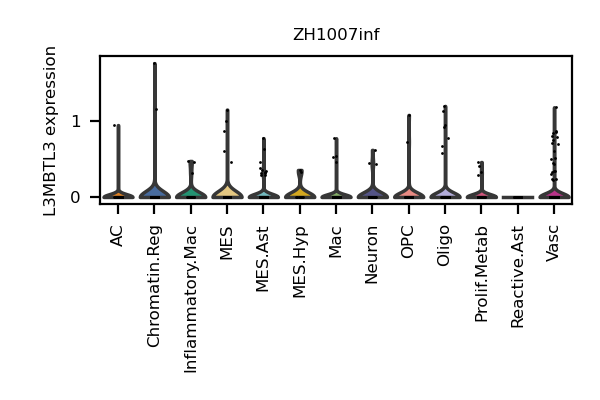 ZH1007inf
L3MBTL3 expression
1
0
AC
Chromatin.Reg
Inflammatory.Mac
MES
MES.Ast
MES.Hyp
Mac
Neuron
OPC
Oligo
Prolif.Metab
Reactive.Ast
Vasc